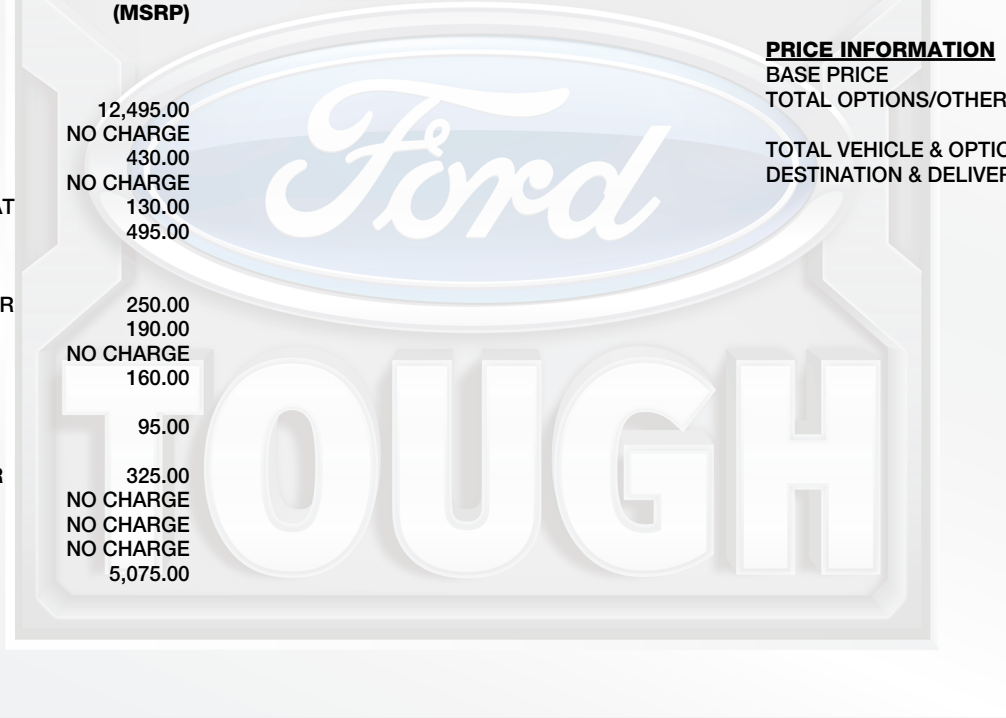 (MSRP)
12,495.00
NO CHARGE
430.00
NO CHARGE
AT 130.00
495.00
R 250.00
190.00
NO CHARGE
160.00
95.00
R 325.00
NO CHARGE
NO CHARGE
NO CHARGE
5,075.00
PRICE INFORMATION
BASE PRICE
TOTAL OPTIONS/OTHER
TOTAL VEHICLE & OPTIO
DESTINATION & DELIVER
Ford
TOUGH